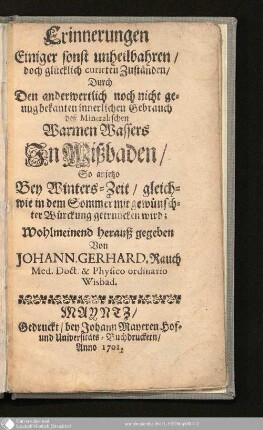 Erinnerungen
Einiger sonst unheilbahren /
doch glücklich curirten Zuständen /
Durch
Den anderwertlich noch nicht ge-
nug bekanten innerlichen Gebrauch
deß Mineralischen
Warmen Wassers
In Wißbaden /
So anjetzo
Bey Winters-Zeit / gleich-
wie in dem Sommer mit gewünsch-
ter Würckung getruncken wird;
Wohlmeinend herauß gegeben
Von
JOHANN. GERHARD. Rauch
Med. Doct. & Physico ordinario
Wisbad.
MAYNTZ /
Gedruckt / bey Johann Mayeren Hof-
und Universitäts-Buchdruckern /
Anno 1701.